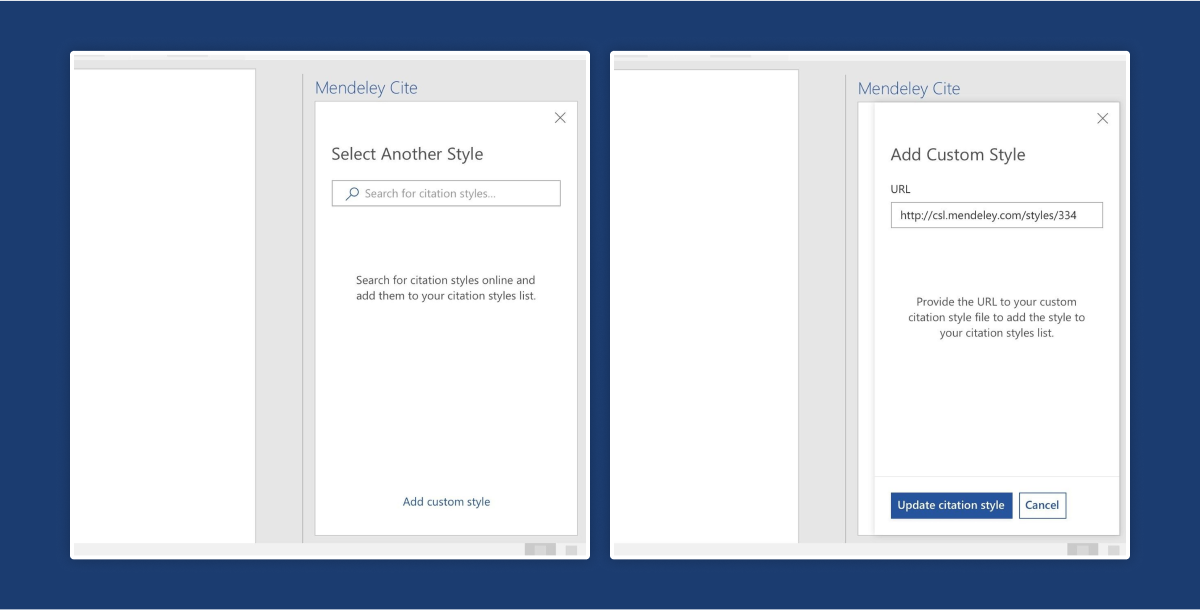 Mendeley Cite
Select Another Style
Search for citation styles...
Search for citation styles online and
add them to your citation styles list.
Add custom style
Mendeley Cite
Add Custom Style
URL
http://csl.mendeley.com/styles/334
Provide the URL to your custom
citation style file to add the style to
your citation styles list.
Update citation style
Cancel